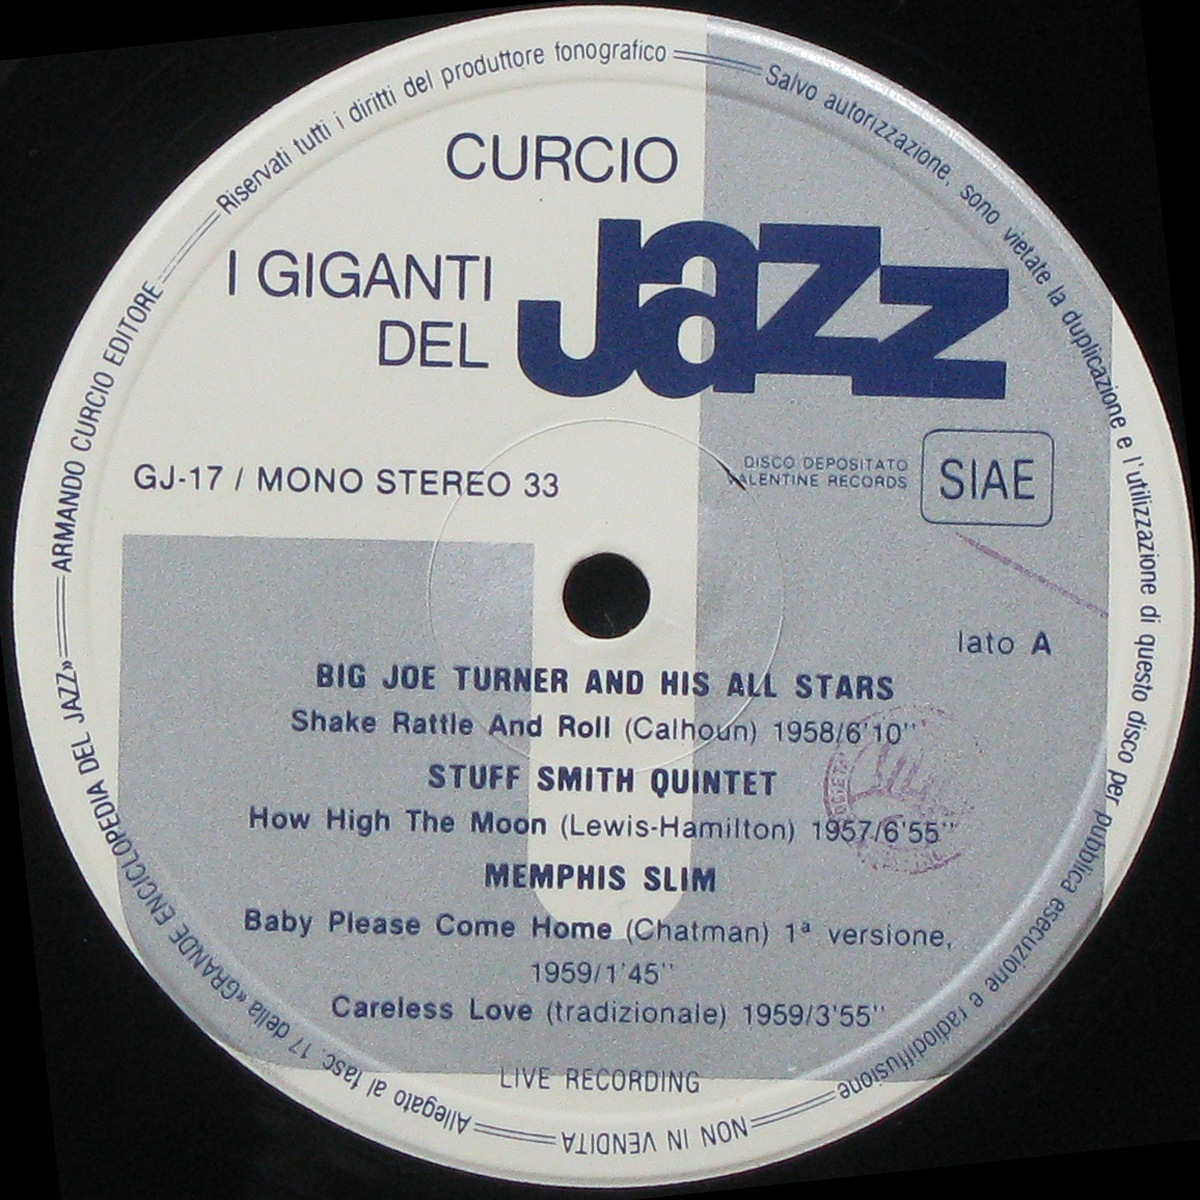 CURCIO
I GIGANTI
DEL
Jazz
GJ-17 / MONO STEREO 33
DISCO DEPOSITATO
VALENTINE RECORDS
SIAE
lato A
BIG JOE TURNER AND HIS ALL STARS
Shake Rattle And Roll (Calhoun) 1958/6'10''
STUFF SMITH QUINTET
How High The Moon (Lewis-Hamilton) 1957/6'55''
MEMPHIS SLIM
Baby Please Come Home (Chatman) 1ª versione,
1959/1'45''
Careless Love (tradizionale) 1959/3'55''
LIVE RECORDING
ARMANDO CURCIO EDITORE
Riservati tutti i diritti del produttore fonografico
Salvo autorizzazione, sono vietate la duplicazione e l'utilizzazione di questo disco per pubblica esecuzione e radiodiffusione
NON IN VENDITA
Allegato al fasc. 17 della «GRANDE ENCICLOPEDIA DEL JAZZ»